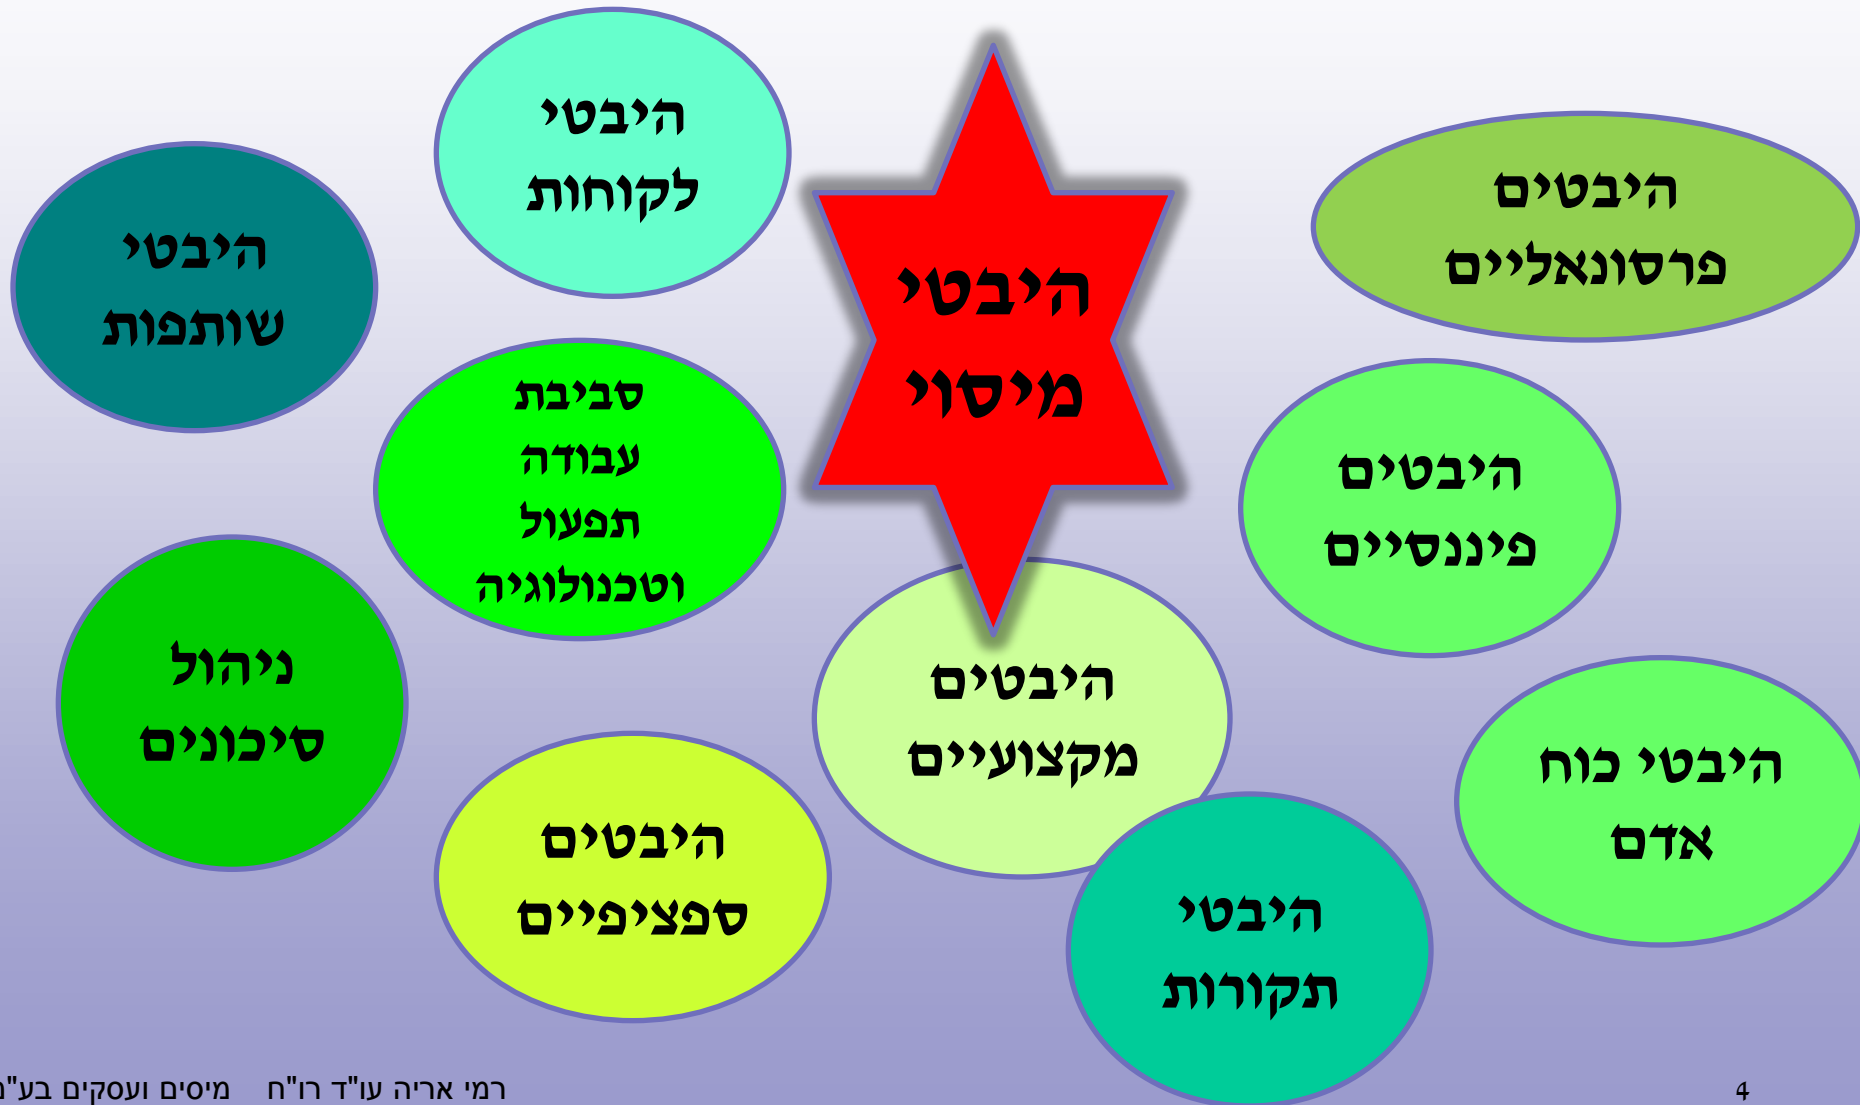 היבטי
לקוחות
היבטי
מיסוי
היבטים
פרסונאליים
היבטי
שותפות
סביבת
עבודה
תפעול
וטכנולוגיה
היבטים
פיננסיים
ניהול
סיכונים
היבטים
מקצועיים
היבטי כוח
אדם
היבטים
ספציפיים
היבטי
תקורות
רמי אריה עו"ד רו"ח מיסים ועסקים בע"מ
4